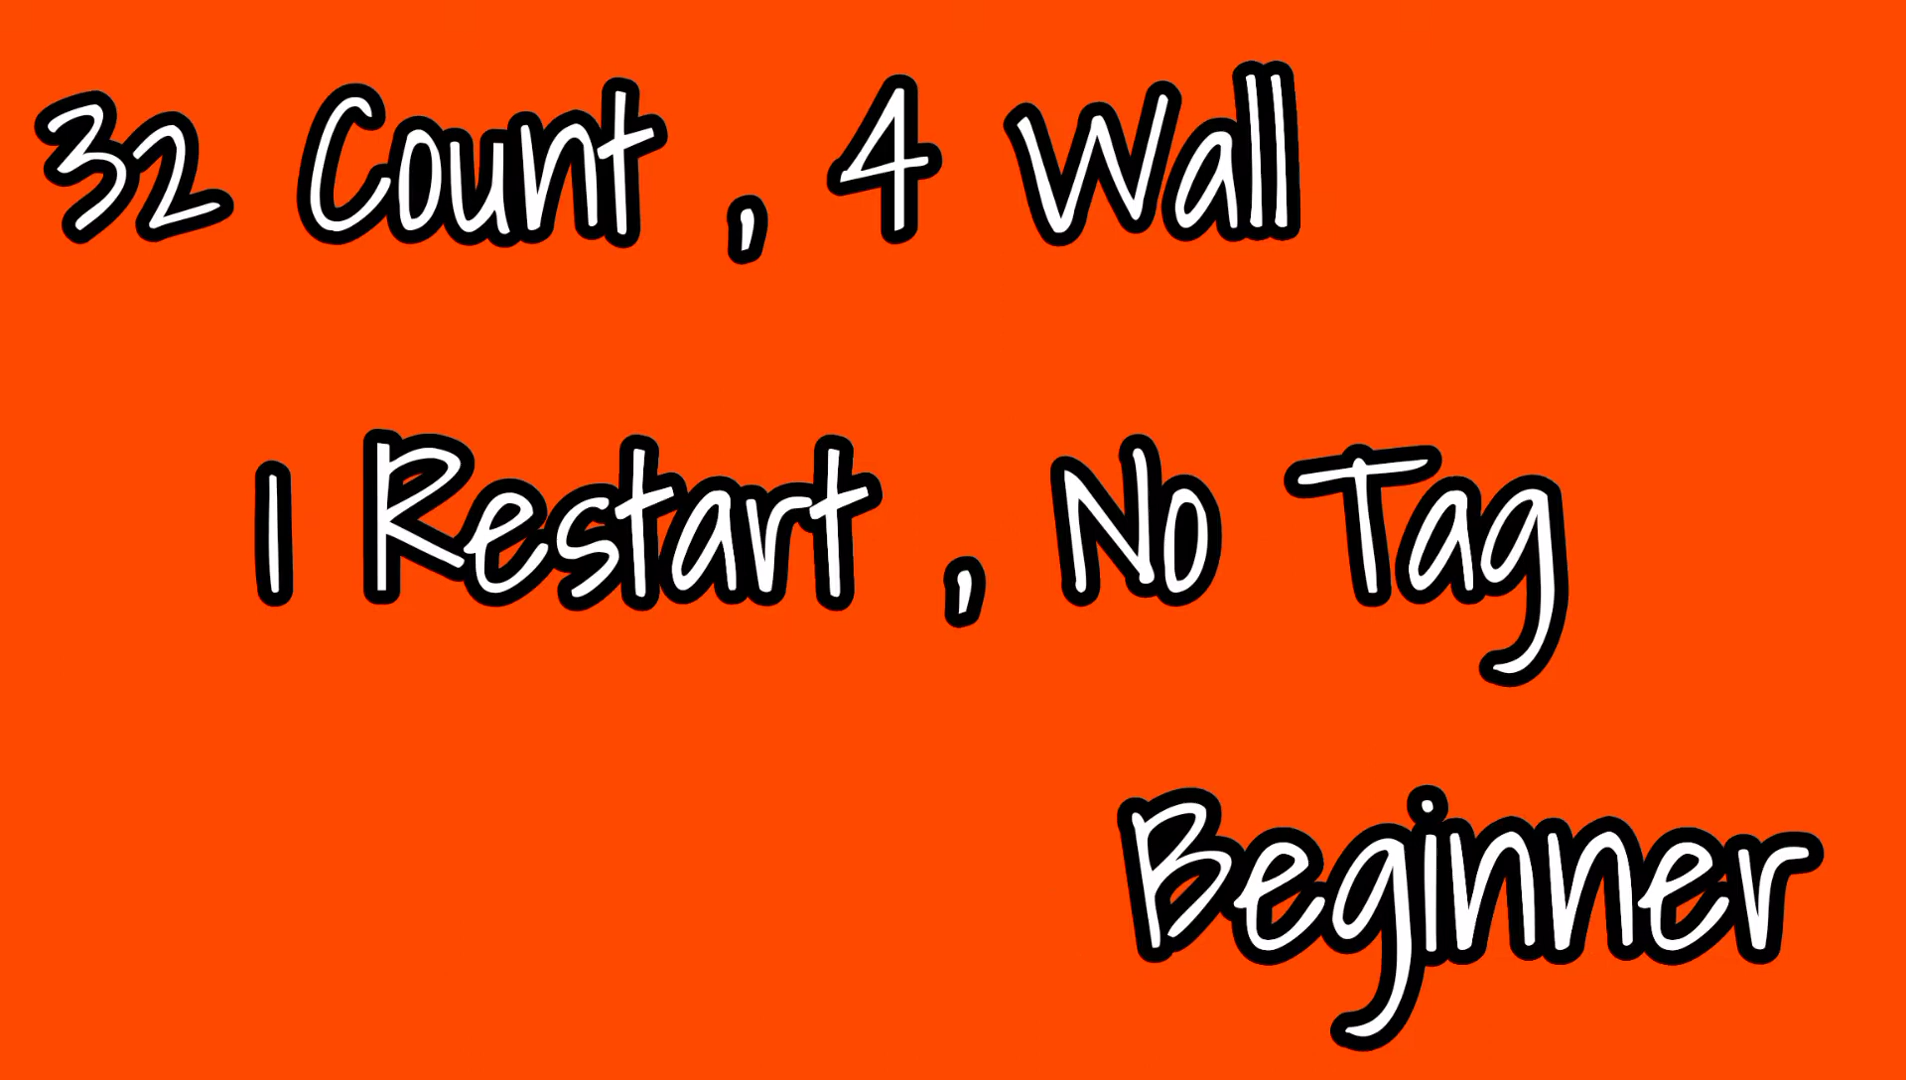 32 Count , 4 Wall
1 Restart , No Tag
Beginner